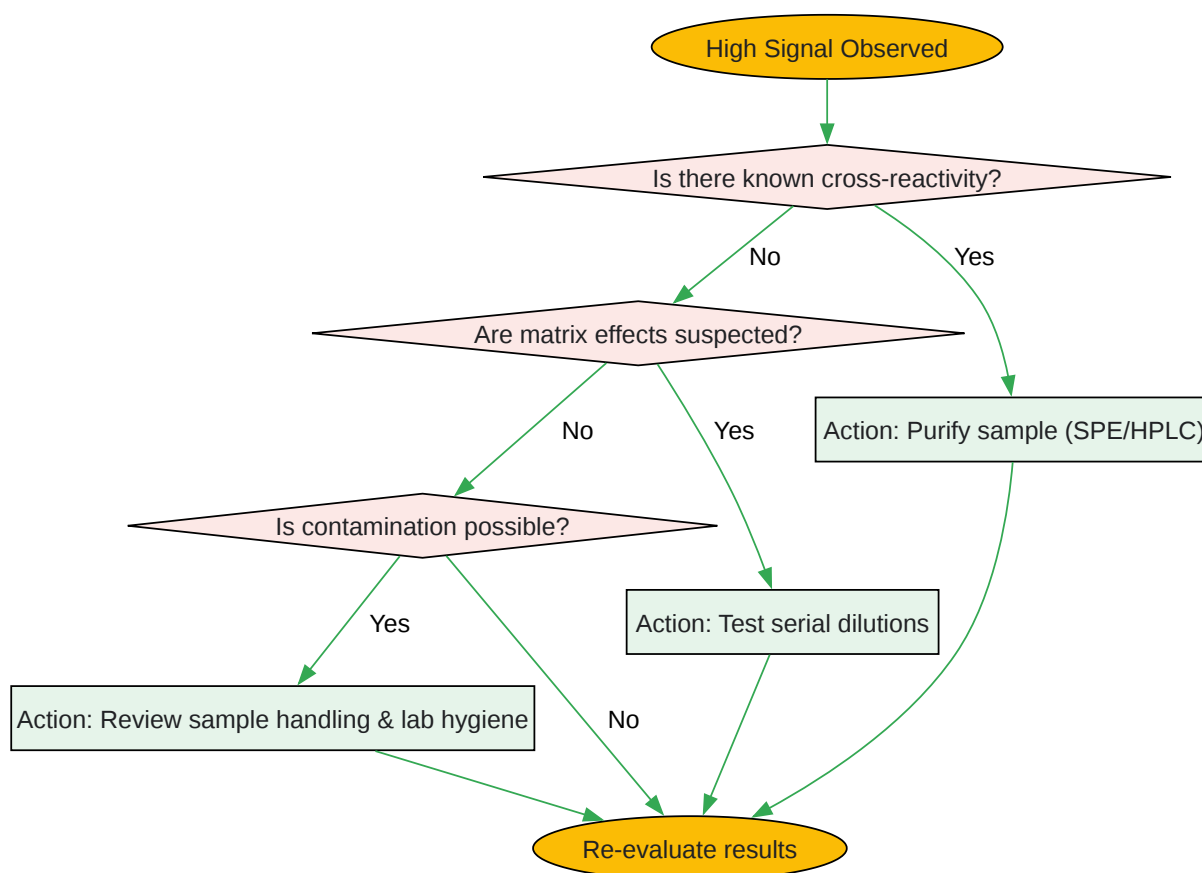 High Signal Observed
Is there known cross-reactivity?
No
Yes
Are matrix effects suspected?
No
Yes
Action: Purify sample (SPE/HPLC)
Is contamination possible?
Yes
Action: Test serial dilutions
Action: Review sample handling & lab hygiene
No
Re-evaluate results